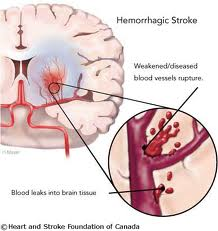 Hemorrhagic Stroke
Weakened/diseased
blood vessels rupture.
Blood leaks into brain tissue
© Heart and Stroke Foundation of Canada